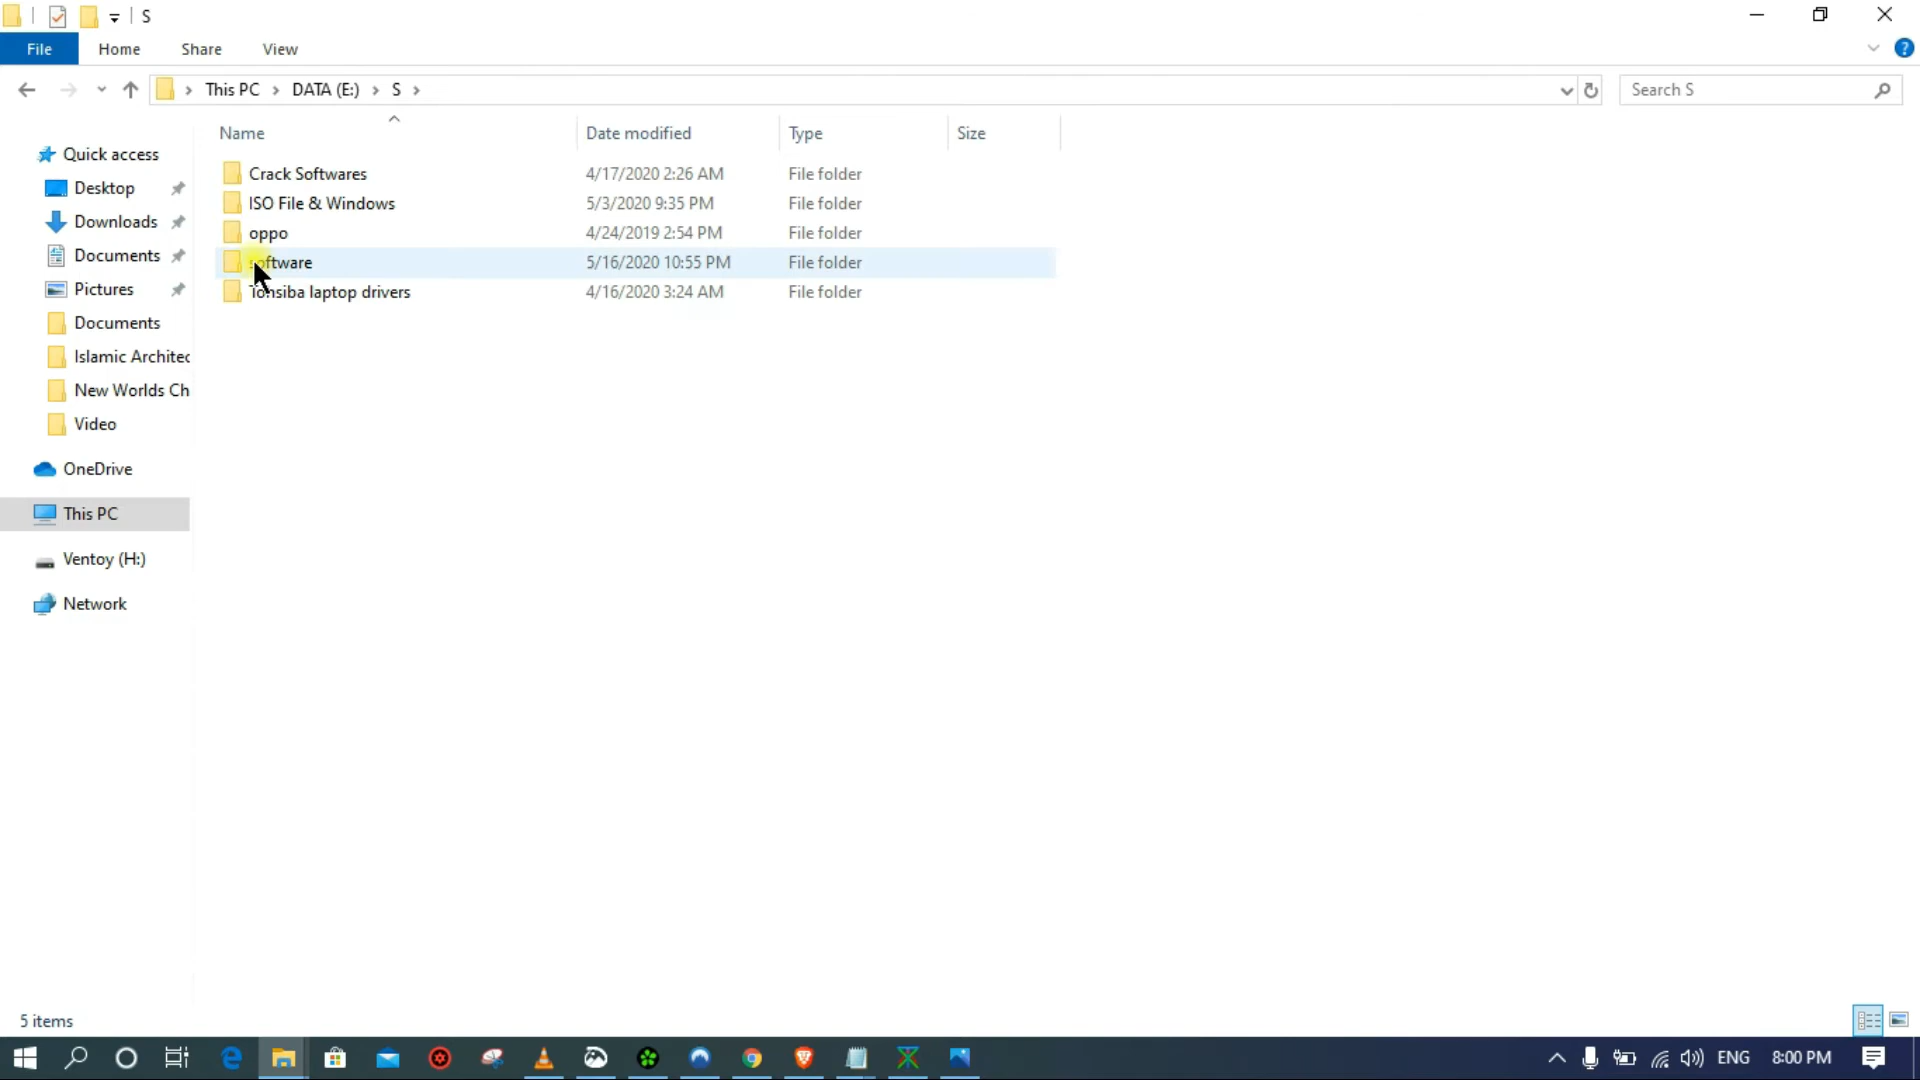 S
File Home Share View
This PC DATA (E:) S
Search S
Name Date modified Type Size
Quick access
Desktop
Downloads
Documents
Pictures
Documents
Islamic Architec
New Worlds Ch
Video
OneDrive
This PC
Ventoy (H:)
Network
Crack Softwares 4/17/2020 2:26 AM File folder
ISO File & Windows 5/3/2020 9:35 PM File folder
oppo 4/24/2019 2:54 PM File folder
software 5/16/2020 10:55 PM File folder
Tohsiba laptop drivers 4/16/2020 3:24 AM File folder
5 items
ENG 8:00 PM